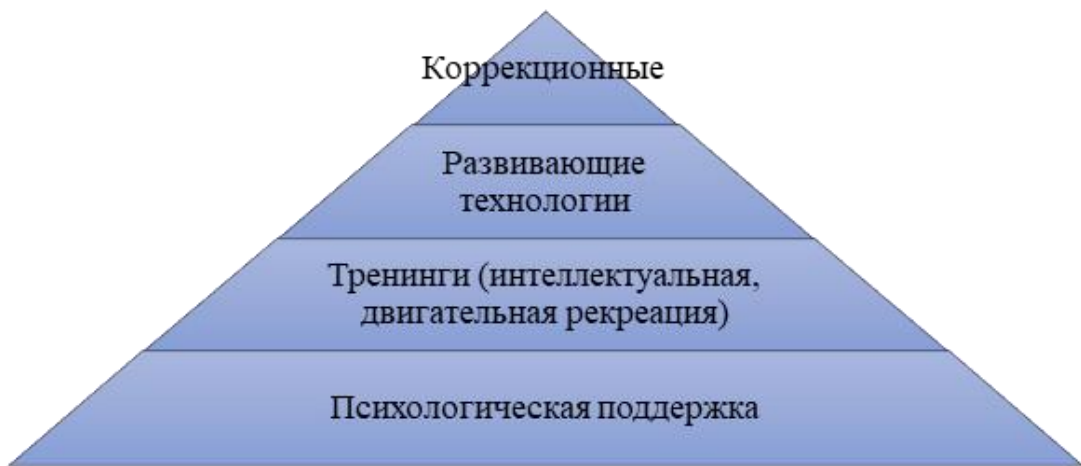 Коррекционные
Развивающие
технологии
Тренинги (интеллектуальная,
двигательная рекреация)
Психологическая поддержка